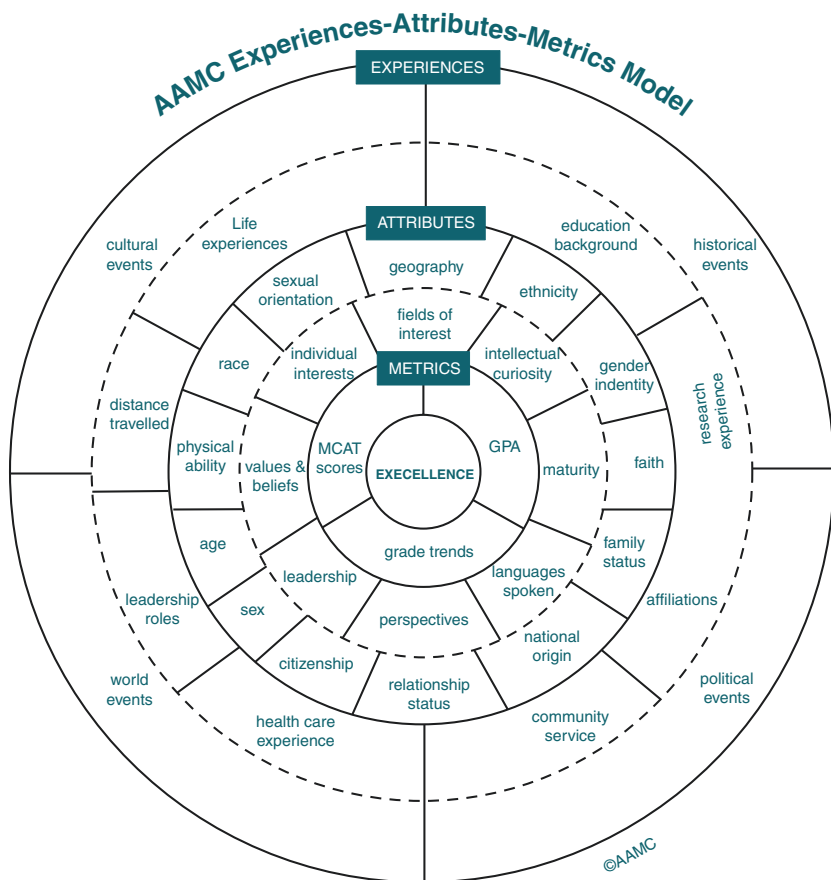 AAMC Experiences-Attributes-Metrics Model
EXPERIENCES
cultural
events
Life
experiences
education
background
historical
events
distance
travelled
research
experience
leadership
roles
affiliations
world
events
health care
experience
community
service
political
events
ATTRIBUTES
geography
sexual
orientation
ethnicity
race
gender
indentity
physical
ability
faith
age
family
status
sex
national
origin
citizenship
relationship
status
fields of
interest
individual
interests
intellectual
curiosity
values &
beliefs
maturity
leadership
languages
spoken
perspectives
METRICS
MCAT
scores
GPA
grade trends
EXECELLENCE
©AAMC